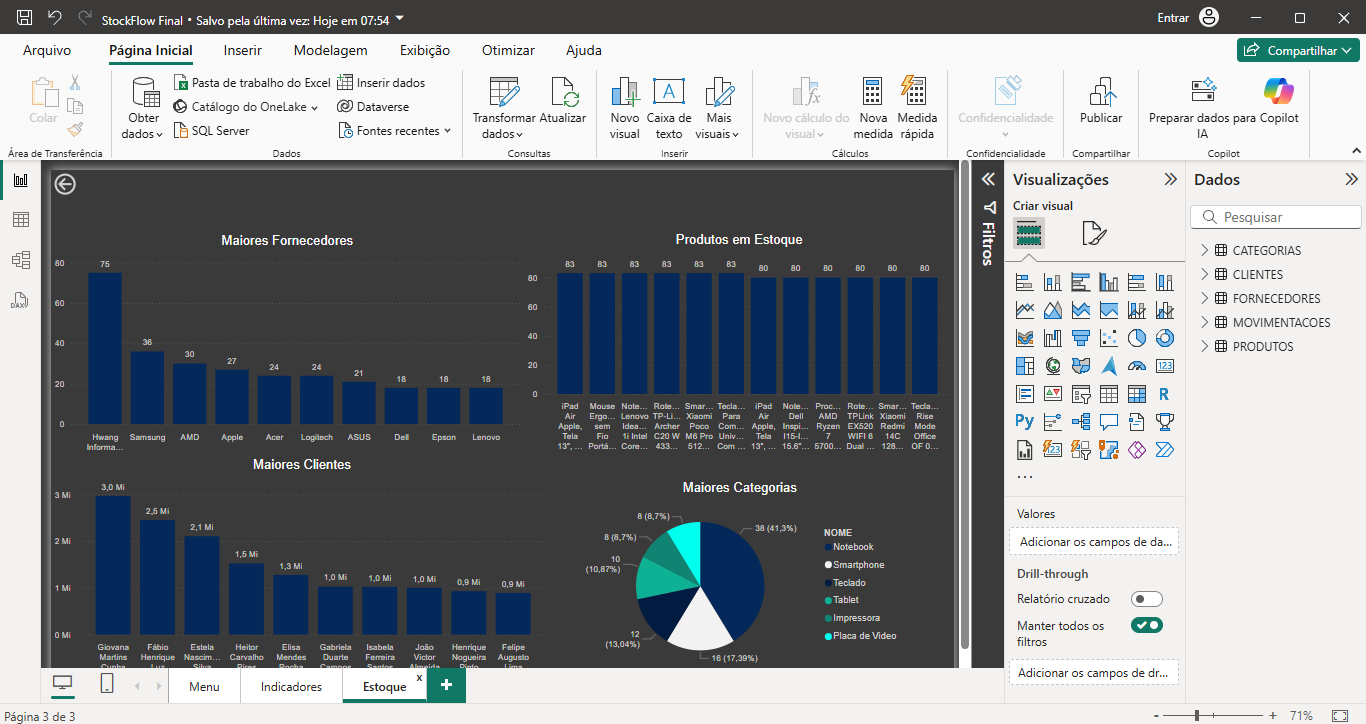 StockFlow Final • Salvo pela última vez: Hoje em 07:54
Entrar
Arquivo Página Inicial Inserir Modelagem Exibição Otimizar Ajuda
Compartilhar
Colar
Área de Transferência
Obter dados
Pasta de trabalho do Excel
Catálogo do OneLake
SQL Server
Inserir dados
Dataverse
Fontes recentes
Dados
Transformar dados
Atualizar
Consultas
Novo visual
Caixa de texto
Mais visuais
Inserir
Novo cálculo do visual
Nova medida
Medida rápida
Cálculos
Confidencialidade
Confidencialidade
Publicar
Compartilhar
Preparar dados para IA
Copilot
Copilot
DAX
Maiores Fornecedores
80
60
40
20
0
75 36 30 27 24 24 21 18 18 18
Hwang Informa... Samsung AMD Apple Acer Logitech ASUS Dell Epson Lenovo
Produtos em Estoque
80
60
40
20
0
83 83 83 83 83 83 80 80 80 80 80 80
iPad Air Apple, Tela 13", ...
Mouse Ergo... sem Fio Portá...
Note... Lenovo Idea... 1i Intel Core...
Rote... TP-Li... Archer C20 W 433...
Smar... Xiaomi Poco M6 Pro 512...
Tecla... Para Com... Univ... Com ...
iPad Air Apple, Tela 13", ...
Note... Dell Inspi... I15-I... 15.6"...
Proc... AMD Ryzen 7 5700...
Rote... TPLink EX520 WIFI 6 Dual ...
Smar... Xiaomi Redmi 14C 128...
Tecla... Rise Mode Office OF 0...
Maiores Clientes
3 Mi
2 Mi
1 Mi
0 Mi
3,0 Mi 2,5 Mi 2,1 Mi 1,5 Mi 1,3 Mi 1,0 Mi 1,0 Mi 1,0 Mi 0,9 Mi 0,9 Mi
Giovana Martins Cunha
Fábio Henrique Luz
Estela Nascim... Silva
Heitor Carvalho Pires
Elisa Mendes Rocha
Gabriela Duarte Campos
Isabela Ferreira Santos
João Victor Almeida
Henrique Nogueira Pinto
Felipe Augusto Lima
Maiores Categorias
38 (41,3%)
16 (17,39%)
12 (13,04%)
10 (10,87%)
8 (8,7%)
8 (8,7%)
NOME
Notebook
Smartphone
Teclado
Tablet
Impressora
Placa de Vídeo
Filtros
Visualizações
Criar visual
123
R
Py
123
...
Valores
Adicionar os campos de da...
Drill-through
Relatório cruzado
Manter todos os filtros
Adicionar os campos de dr...
Dados
Pesquisar
CATEGORIAS
CLIENTES
FORNECEDORES
MOVIMENTACOES
PRODUTOS
Menu Indicadores Estoque x +
Página 3 de 3
- + 71%